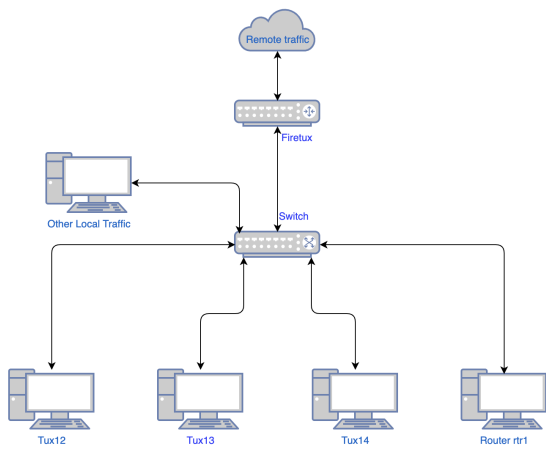 Remote traffic
Firetux
Other Local Traffic
Switch
Tux12
Tux13
Tux14
Router rtr1